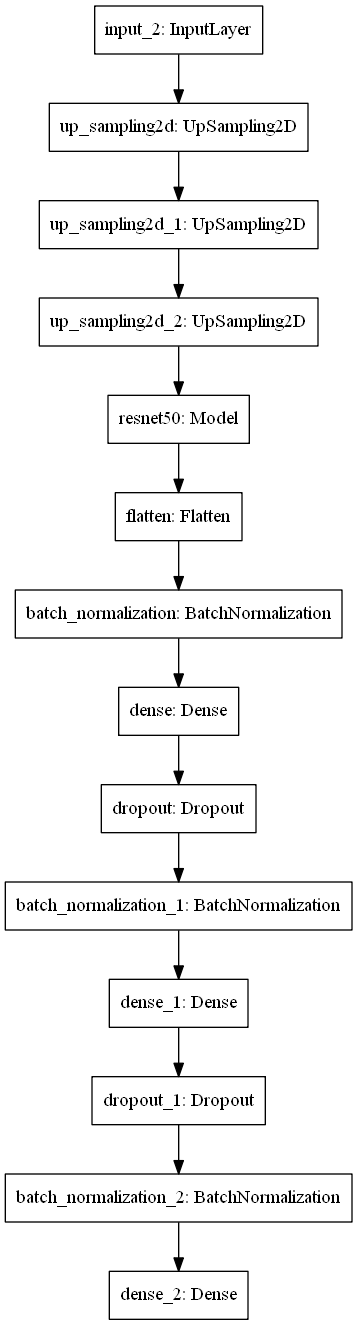 input_2: InputLayer
up_sampling2d: UpSampling2D
up_sampling2d_1: UpSampling2D
up_sampling2d_2: UpSampling2D
resnet50: Model
flatten: Flatten
batch_normalization: BatchNormalization
dense: Dense
dropout: Dropout
batch_normalization_1: BatchNormalization
dense_1: Dense
dropout_1: Dropout
batch_normalization_2: BatchNormalization
dense_2: Dense